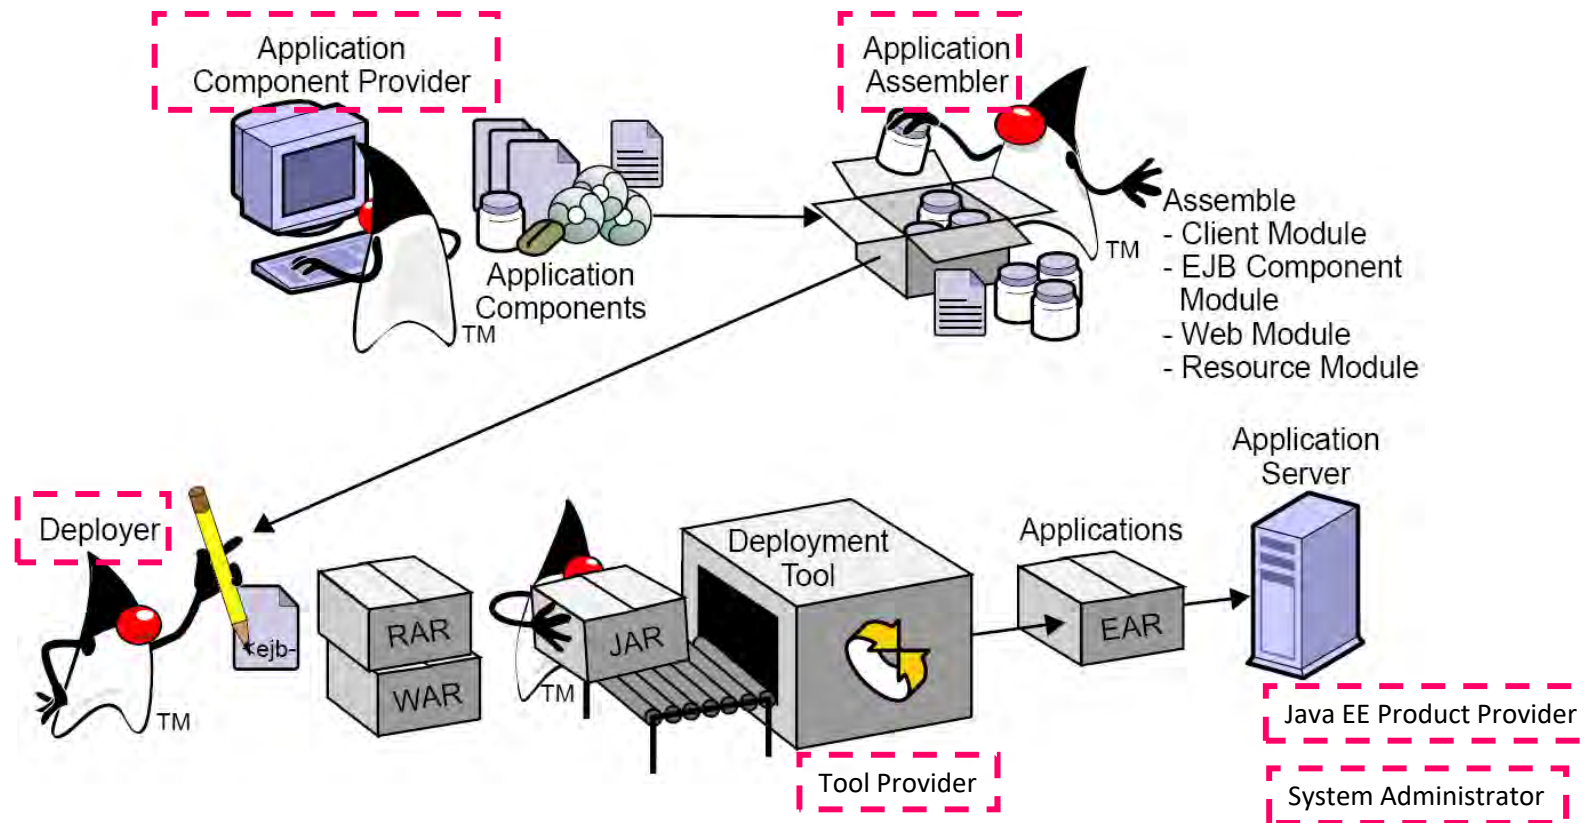 Application
Component Provider
Application
Components
TM
Application
Assembler
TM
Assemble
- Client Module
- EJB Component
Module
- Web Module
- Resource Module
Deployer
<ejb-
TM
RAR
WAR
TM
JAR
Deployment
Tool
Tool Provider
Applications
EAR
Application
Server
Java EE Product Provider
System Administrator